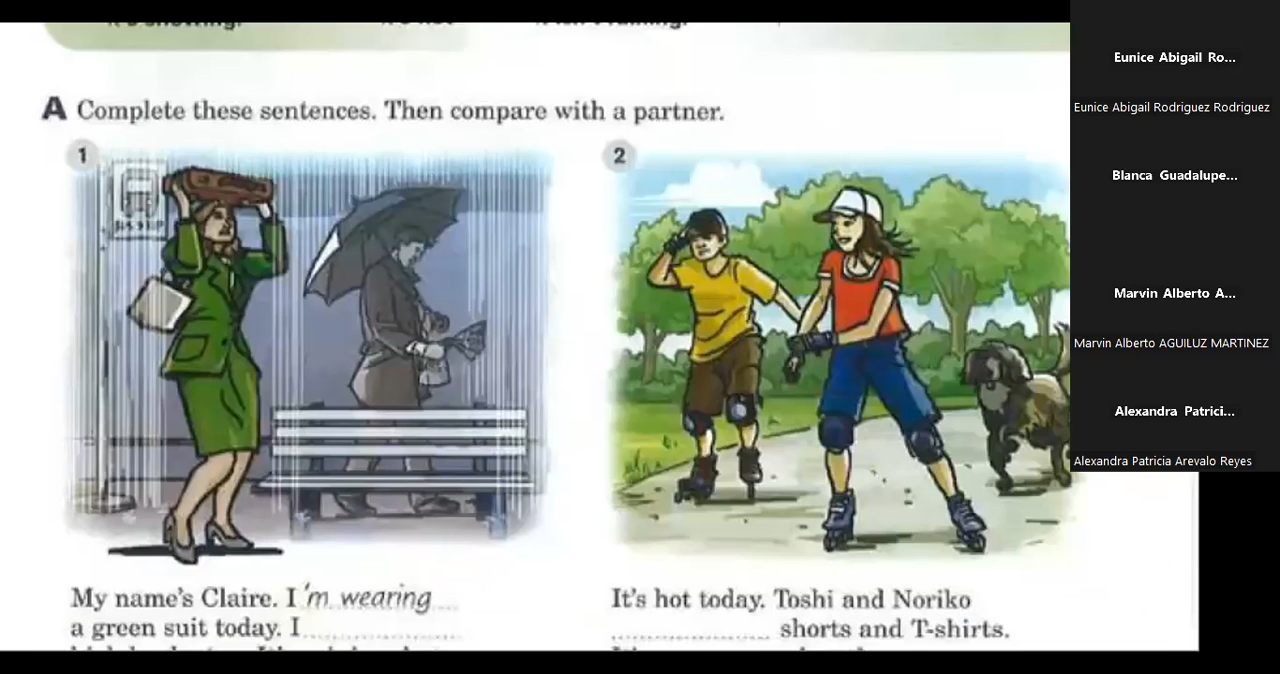 A Complete these sentences. Then compare with a partner.
1
2
My name's Claire. I 'm wearing
a green suit today. I
It's hot today. Toshi and Noriko
shorts and T-shirts.
Eunice Abigail Ro...
Eunice Abigail Rodriguez Rodriguez
Blanca Guadalupe...
Marvin Alberto A...
Marvin Alberto AGUILUZ MARTINEZ
Alexandra Patrici...
Alexandra Patricia Arevalo Reyes